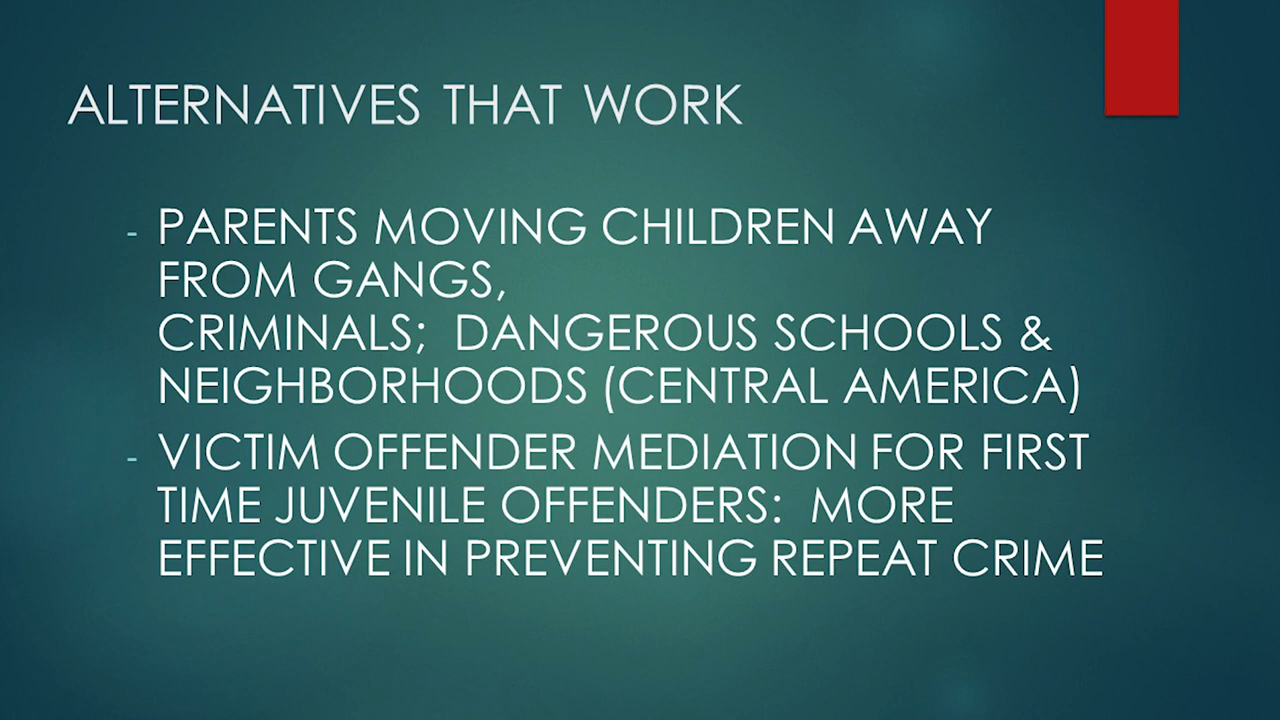 ALTERNATIVES THAT WORK
- PARENTS MOVING CHILDREN AWAY
FROM GANGS,
CRIMINALS;  DANGEROUS SCHOOLS &
NEIGHBORHOODS (CENTRAL AMERICA)
- VICTIM OFFENDER MEDIATION FOR FIRST
TIME JUVENILE OFFENDERS:  MORE
EFFECTIVE IN PREVENTING REPEAT CRIME